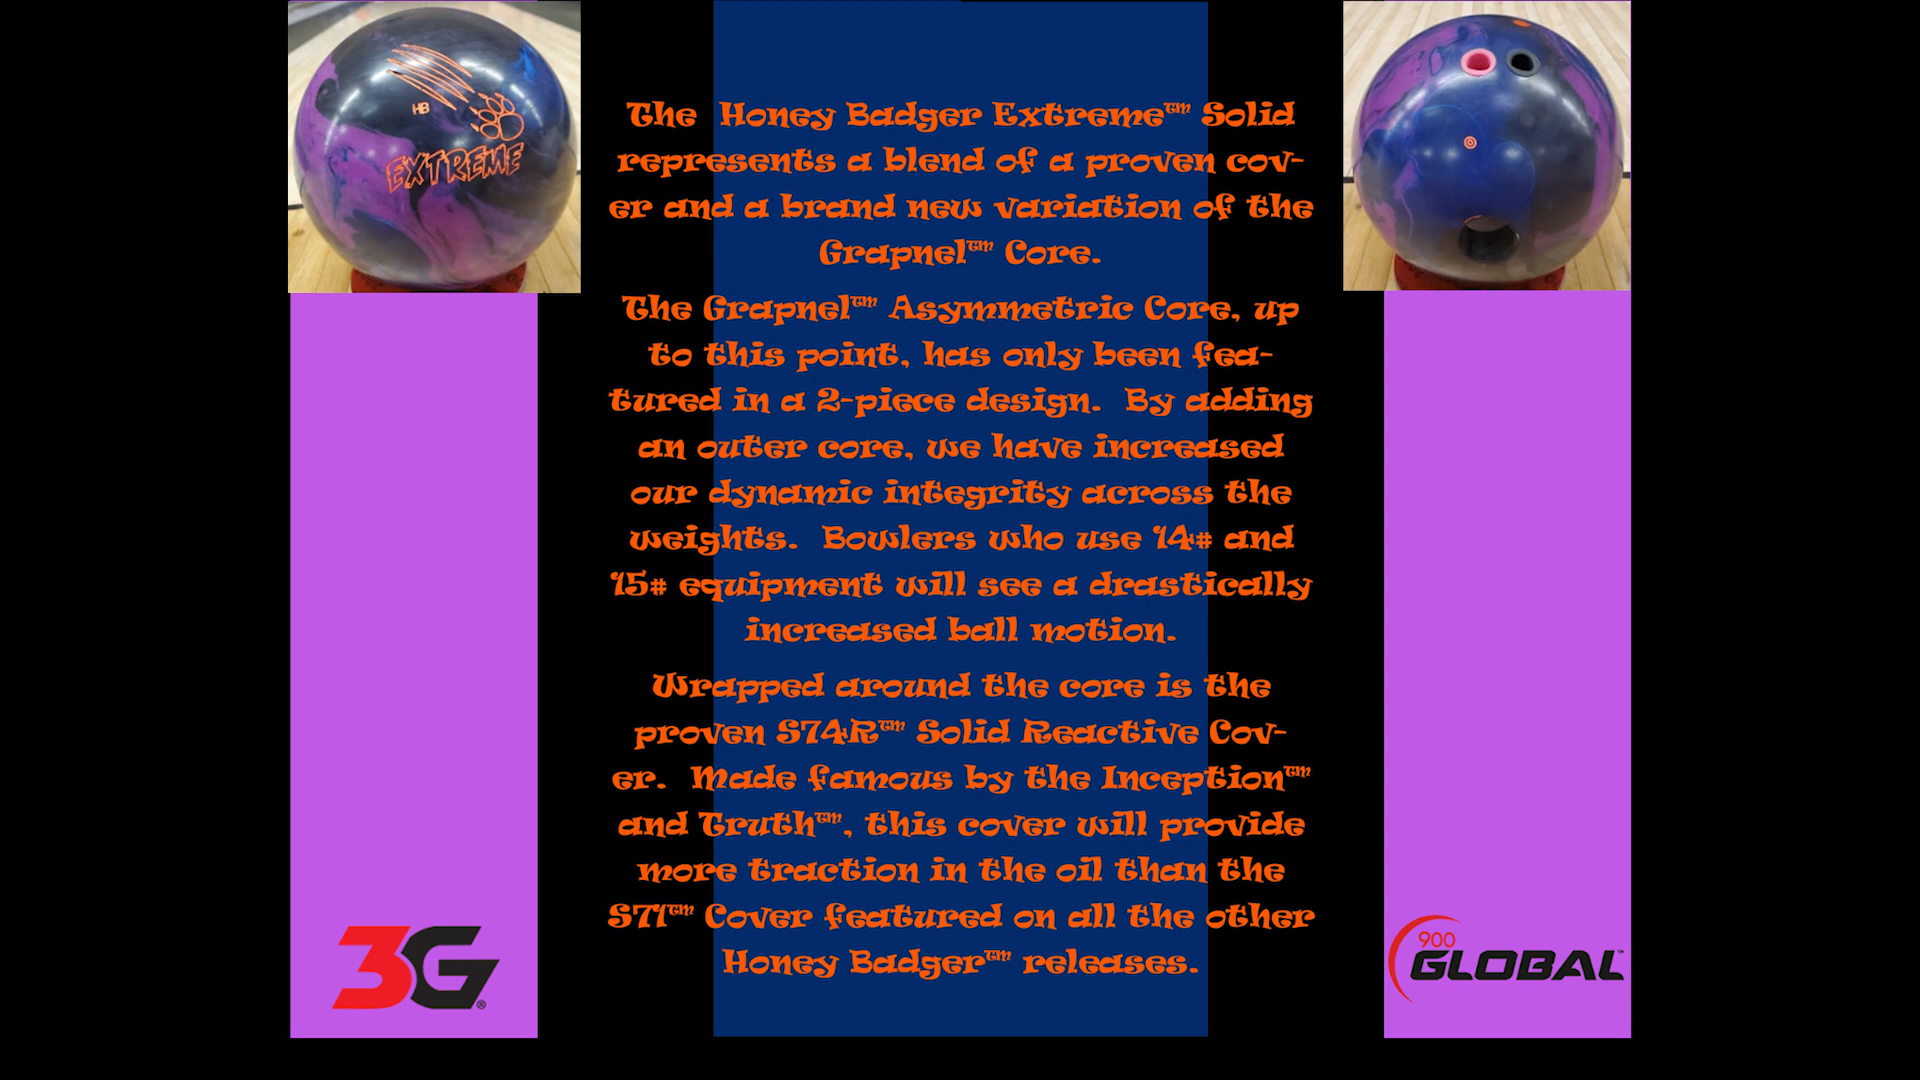 HB
EXTREME
The Honey Badger Extreme™ Solid
represents a blend of a proven cov-
er and a brand new variation of the
Grapnel™ Core.
The Grapnel™ Asymmetric Core, up
to this point, has only been fea-
tured in a 2-piece design. By adding
an outer core, we have increased
our dynamic integrity across the
weights. Bowlers who use 14# and
15# equipment will see a drastically
increased ball motion.
Wrapped around the core is the
proven S74R™ Solid Reactive Cov-
er. Made famous by the Inception™
and Truth™, this cover will provide
more traction in the oil than the
S71™ Cover featured on all the other
Honey Badger™ releases.
3G®
900
GLOBAL™